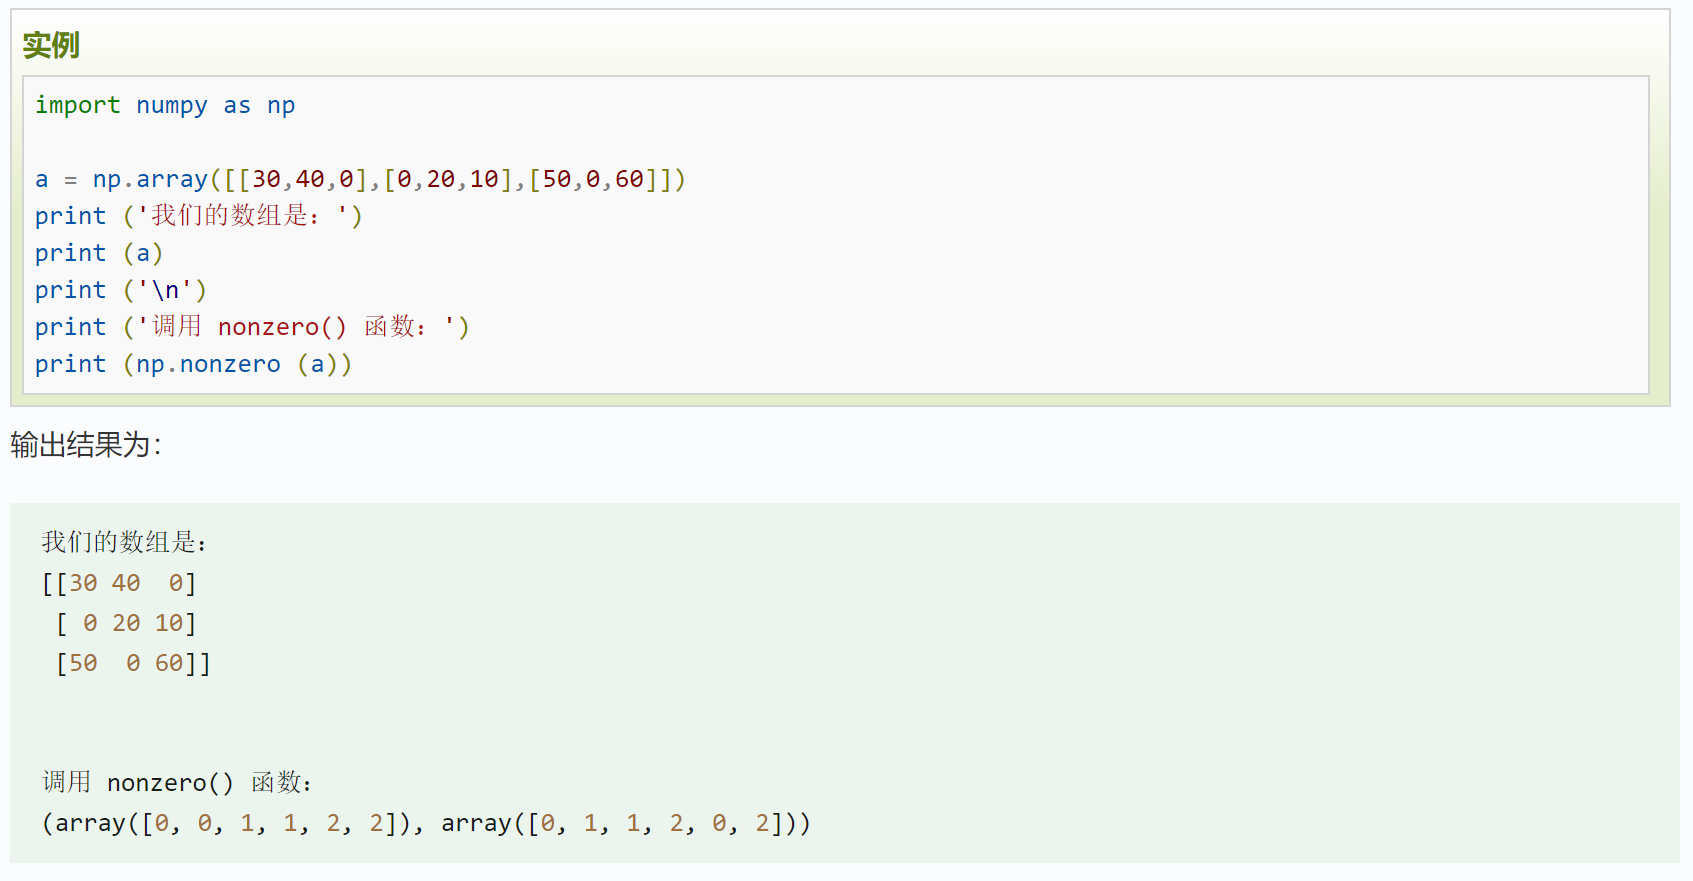 实例
import numpy as np
a = np.array([[30,40,0],[0,20,10],[50,0,60]])
print ('我们的数组是：')
print (a)
print ('\n')
print ('调用 nonzero() 函数：')
print (np.nonzero (a))
输出结果为：
我们的数组是：
[[30 40  0]
 [ 0 20 10]
 [50  0 60]]
调用 nonzero() 函数：
(array([0, 0, 1, 1, 2, 2]), array([0, 1, 1, 2, 0, 2]))